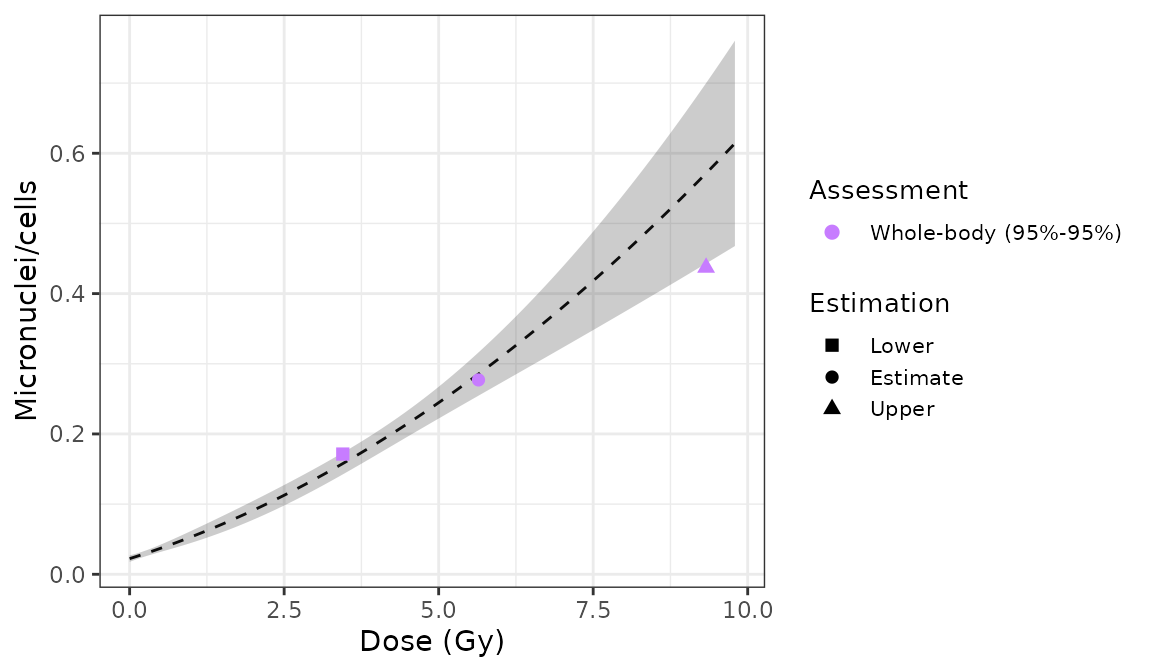 Micronuclei/cells
0.6
0.4
0.2
0.0
0.0 2.5 5.0 7.5 10.0
Dose (Gy)
Assessment
Whole-body (95%-95%)
Estimation
Lower
Estimate
Upper